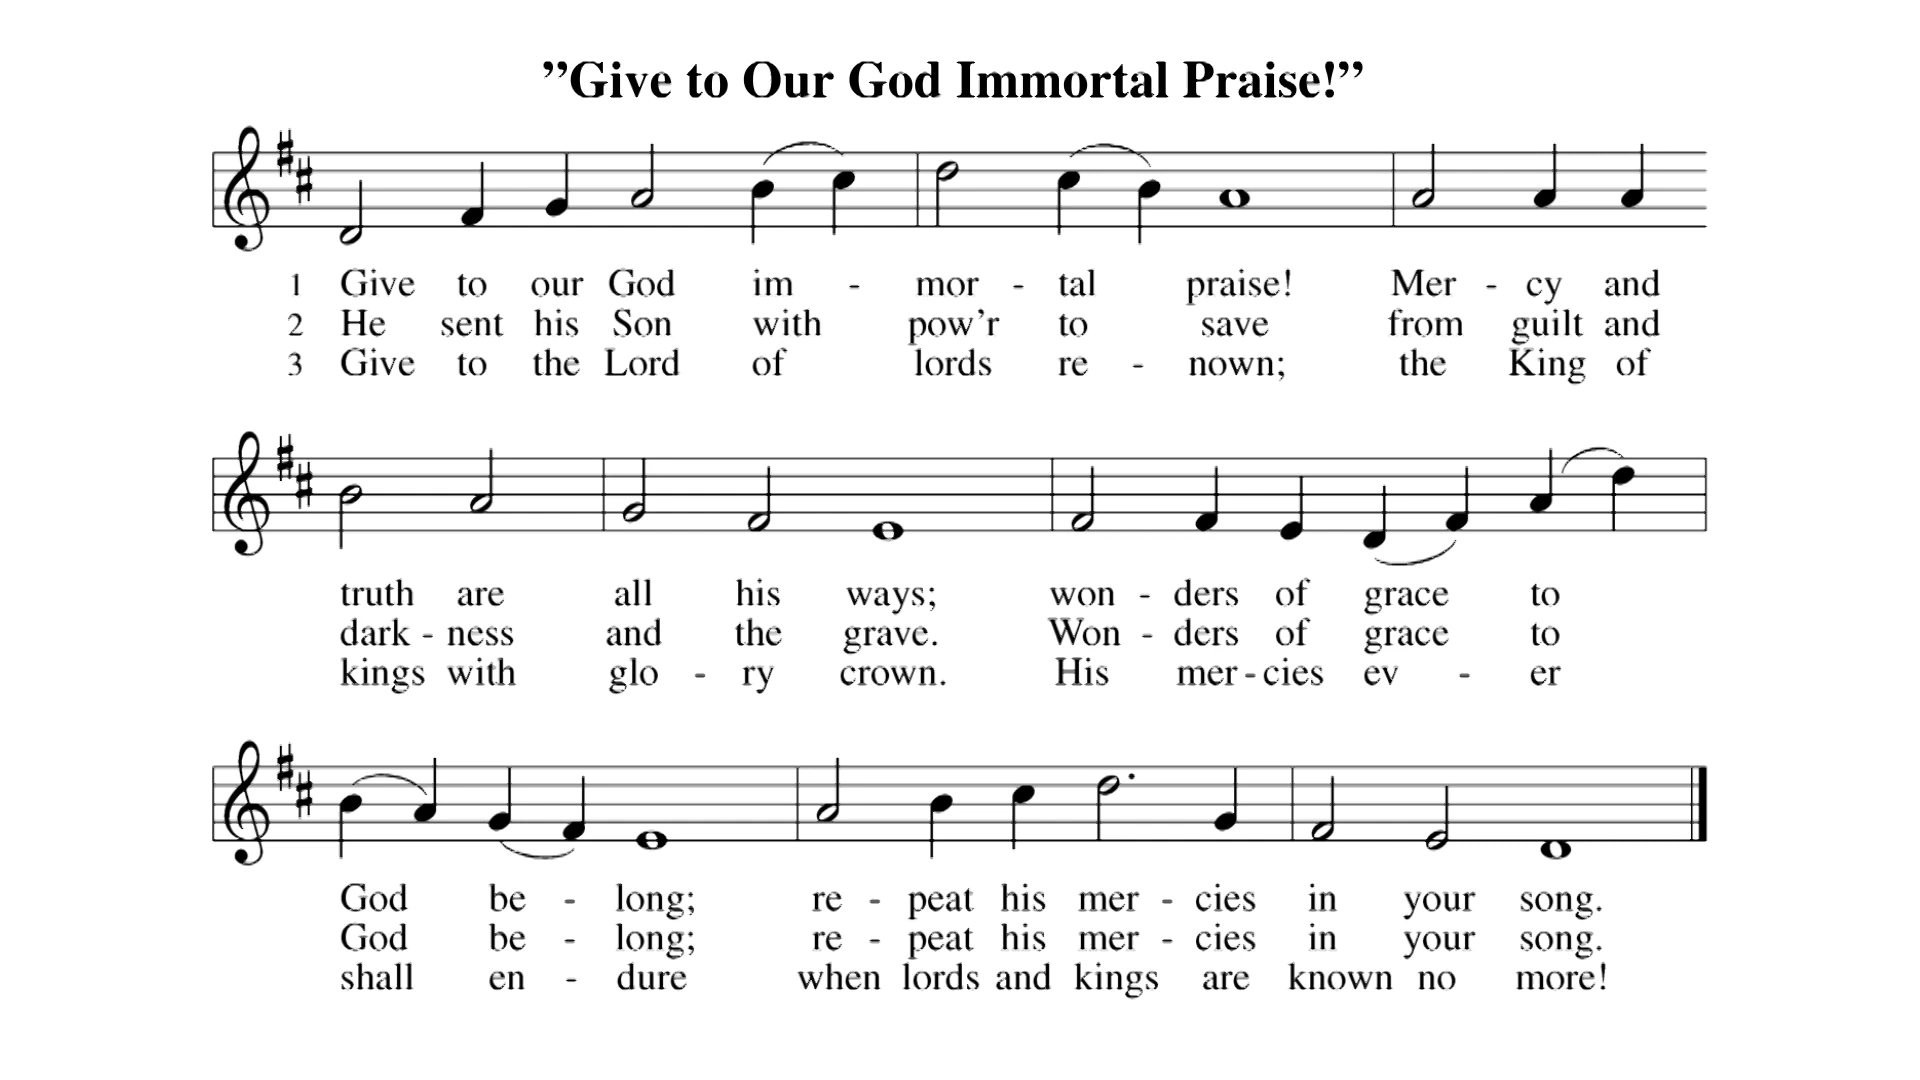 ”Give to Our God Immortal Praise!”
1 Give to our God im - mor - tal praise! Mer - cy and
2 He sent his Son with pow’r to save from guilt and
3 Give to the Lord of lords re - nown; the King of
truth are all his ways; won - ders of grace to
dark - ness and the grave. Won - ders of grace to
kings with glo - ry crown. His mer - cies ev - er
God be - long; re - peat his mer - cies in your song.
God be - long; re - peat his mer - cies in your song.
shall en - dure when lords and kings are known no more!